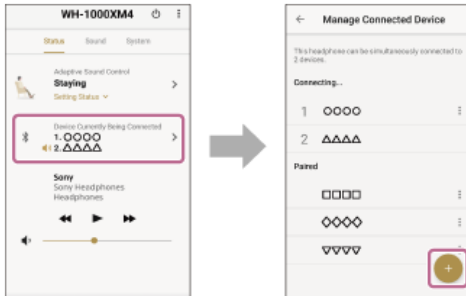 WH-1000XM4
Status Sound System
Adaptive Sound Control
Staying
Setting Status
Device Currently Being Connected
1. ○○○○
2. △△△△
Sony
Sony Headphones
Headphones
Manage Connected Device
This headphone can be simultaneously connected to
2 devices.
Connecting...
1 ○○○○
2 △△△△
Paired
□□□□
◇◇◇◇
▽▽▽▽
+